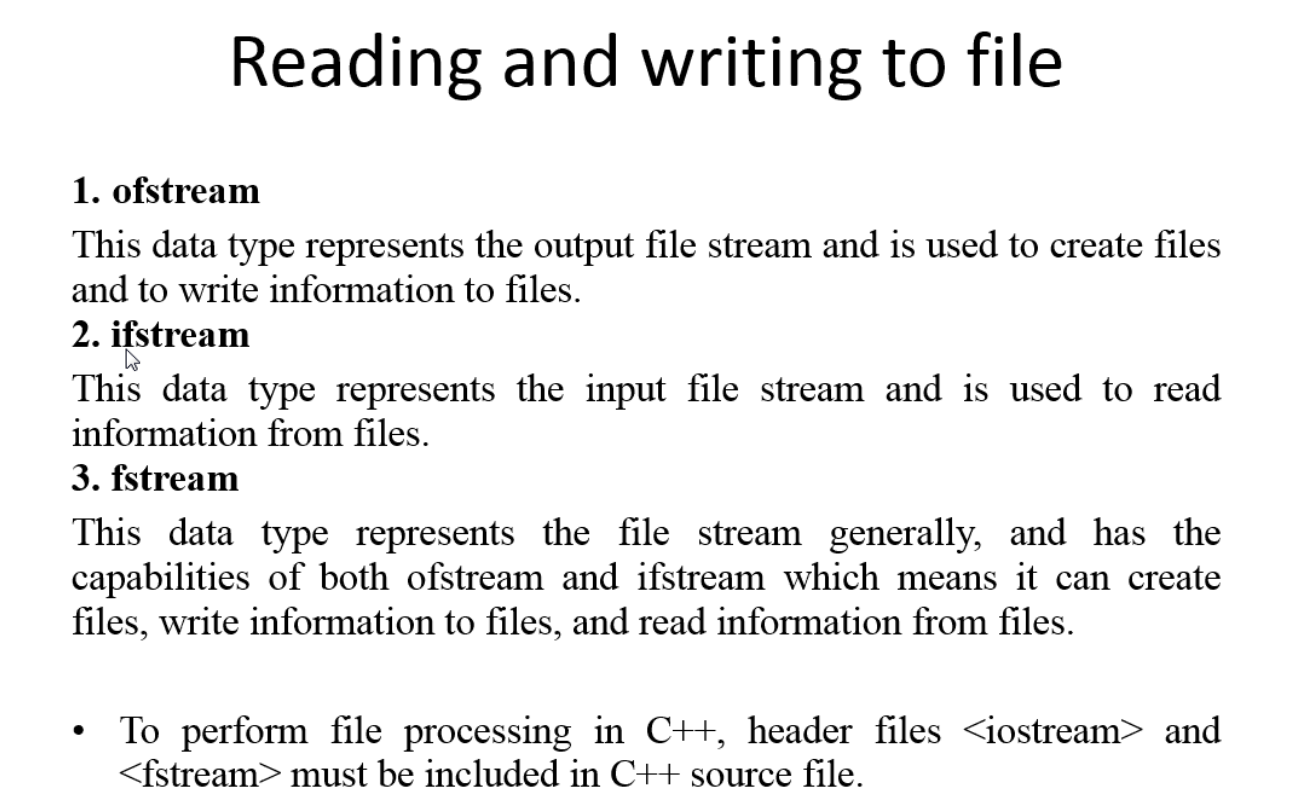 Reading and writing to file
1. ofstream
This data type represents the output file stream and is used to create files
and to write information to files.
2. ifstream
This data type represents the input file stream and is used to read
information from files.
3. fstream
This data type represents the file stream generally, and has the
capabilities of both ofstream and ifstream which means it can create
files, write information to files, and read information from files.
• To perform file processing in C++, header files <iostream> and
<fstream> must be included in C++ source file.